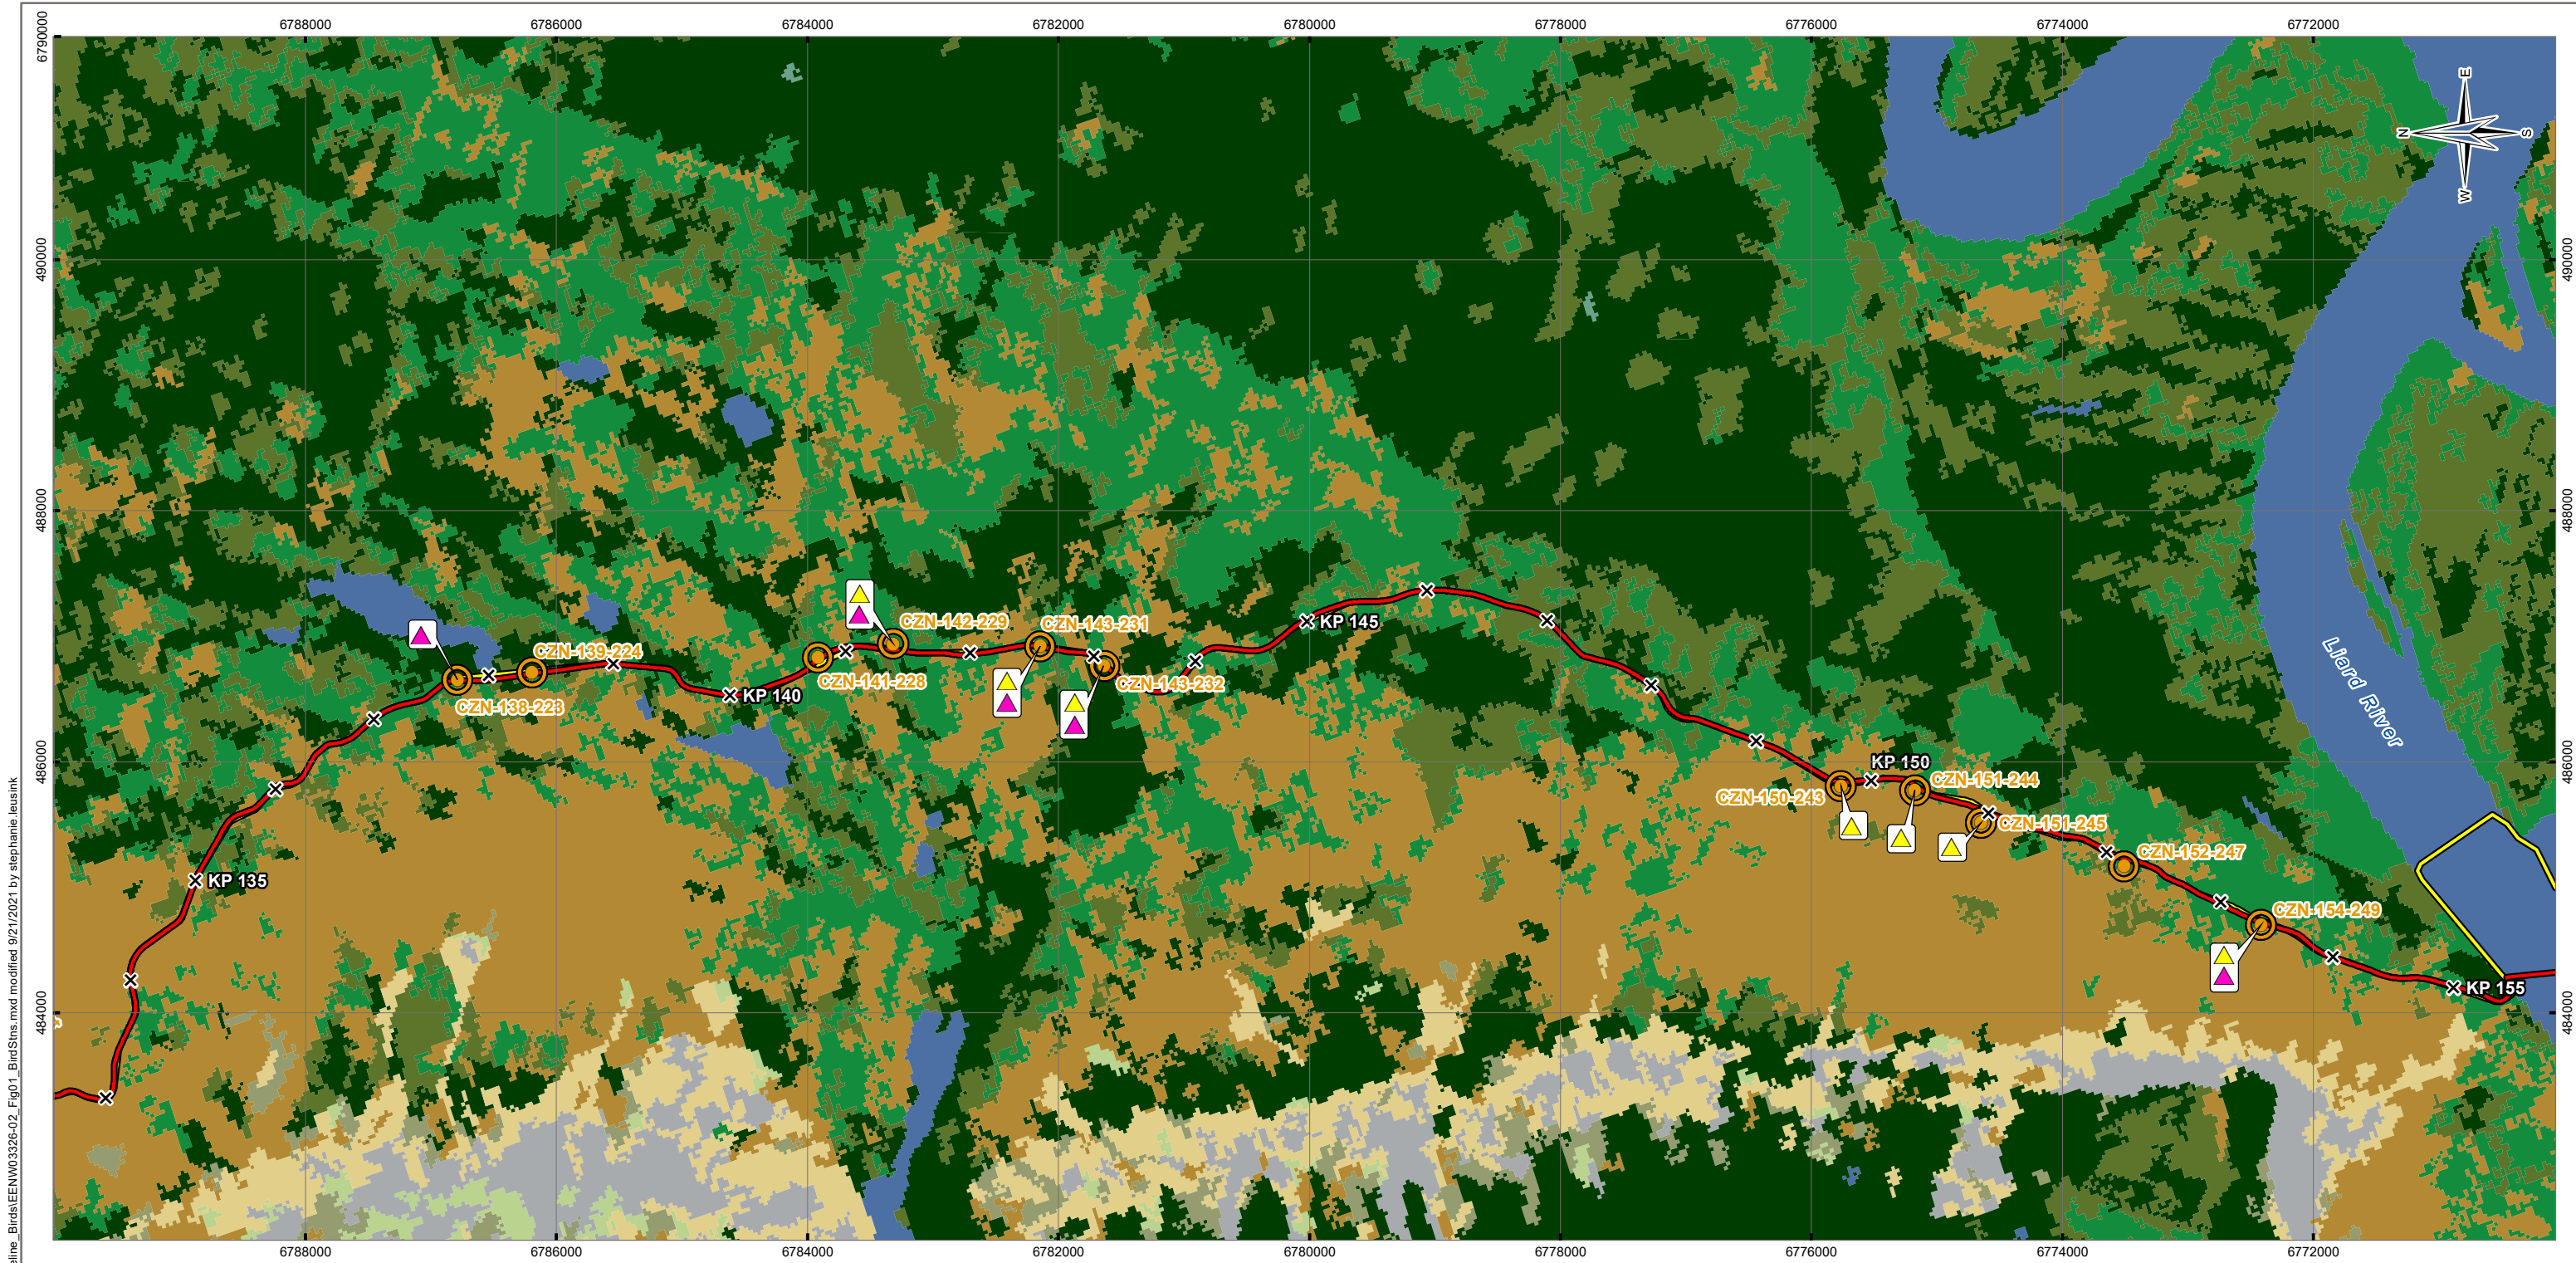 6788000 6786000 6784000 6782000 6780000 6778000 6776000 6774000 6772000
6790000
E
N S
W
490000 490000
488000 488000
Liard River
CZN-142-229 CZN-143-231
KP 145
CZN-139-224
CZN-141-228 CZN-143-232
KP 140
CZN-138-223
486000 486000
KP 150
CZN-151-244
CZN-150-243
CZN-151-245
CZN-152-247
KP 135
CZN-154-249
KP 155
484000 484000
eline_Birds\EENW03326-02_Fig01_BirdStns.mxd modified 9/21/2021 by stephanie.leusink
6788000 6786000 6784000 6782000 6780000 6778000 6776000 6774000 6772000